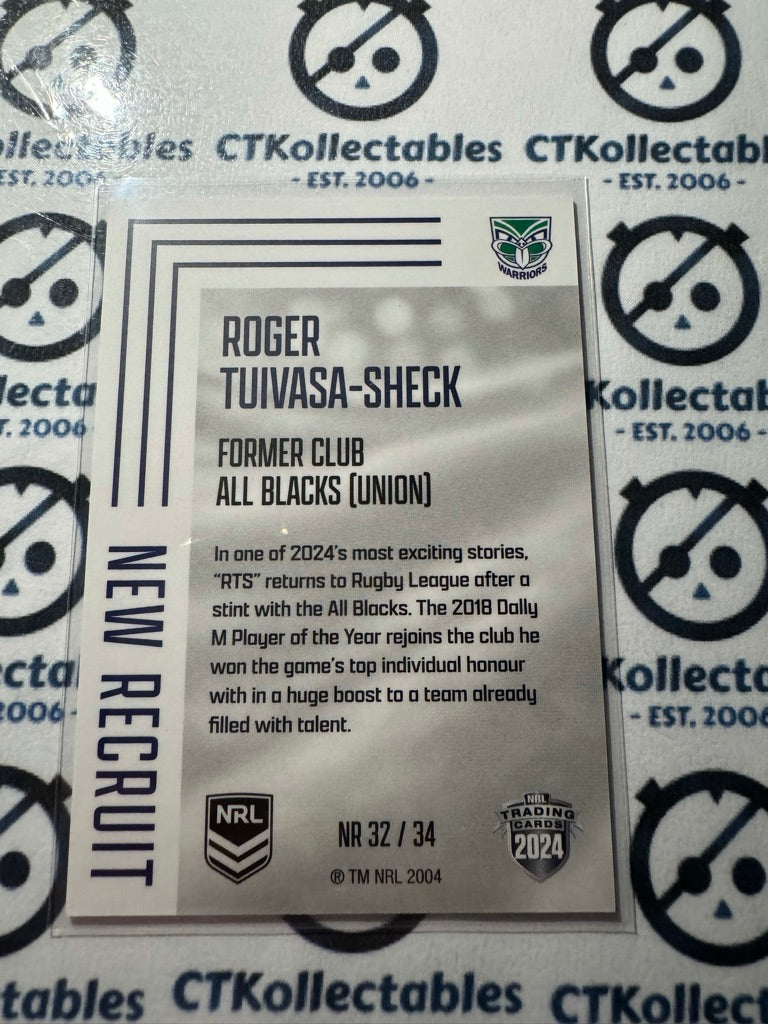 CTKollectables
- EST. 2006 -
WARRIORS
ROGER
TUIVASA-SHECK
FORMER CLUB
ALL BLACKS (UNION)
In one of 2024's most exciting stories,
"RTS" returns to Rugby League after a
stint with the All Blacks. The 2018 Dally
M Player of the Year rejoins the club he
won the game's top individual honour
with in a huge boost to a team already
filled with talent.
NEW RECRUIT
NRL
NR 32 / 34
® TM NRL 2004
NRL
TRADING
CARDS
2024
- EST. 2006 -
- EST. 2006 -
CTKollectables